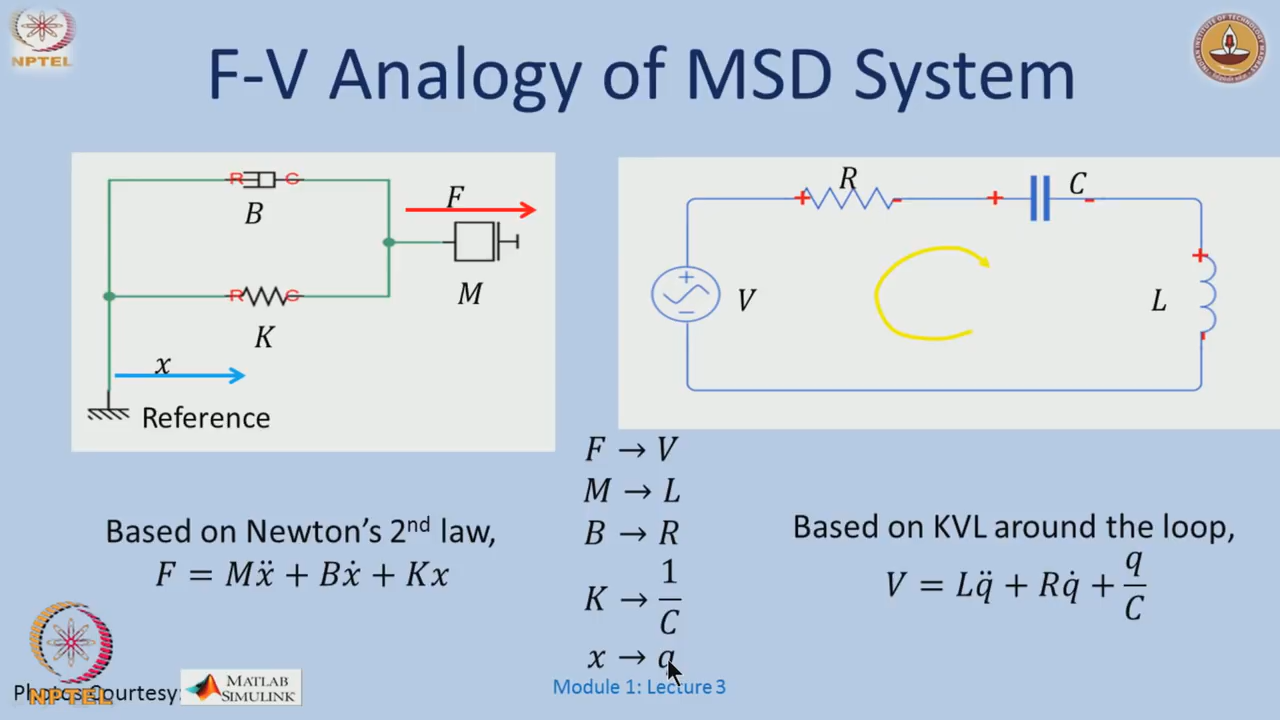 NPTEL
F-V Analogy of MSD System
R C
B
F
M
R C
K
x
Reference
R
C
V
L
F → V
M → L
B → R
K → 1/C
x → q
Based on Newton's 2nd law,
F = Mẍ + Bẋ + Kx
Based on KVL around the loop,
V = Lq̈ + Rq̇ + q/C
Photos Courtesy:
NPTEL
MATLAB
SIMULINK
Module 1: Lecture 3